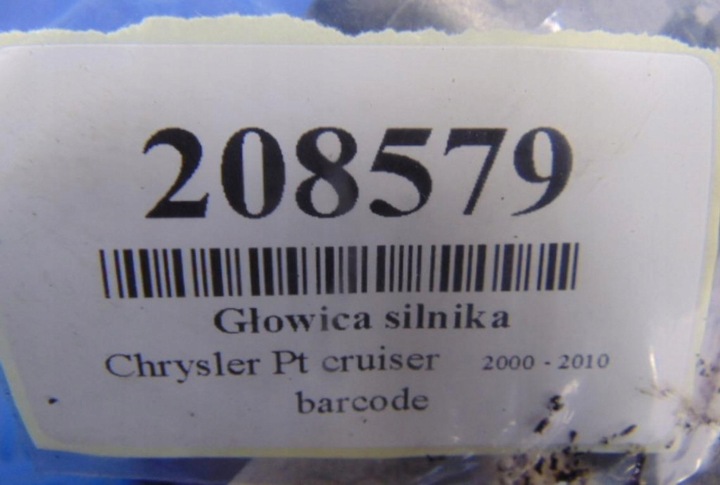 208579
Głowica silnika
Chrysler Pt cruiser 2000 - 2010
barcode